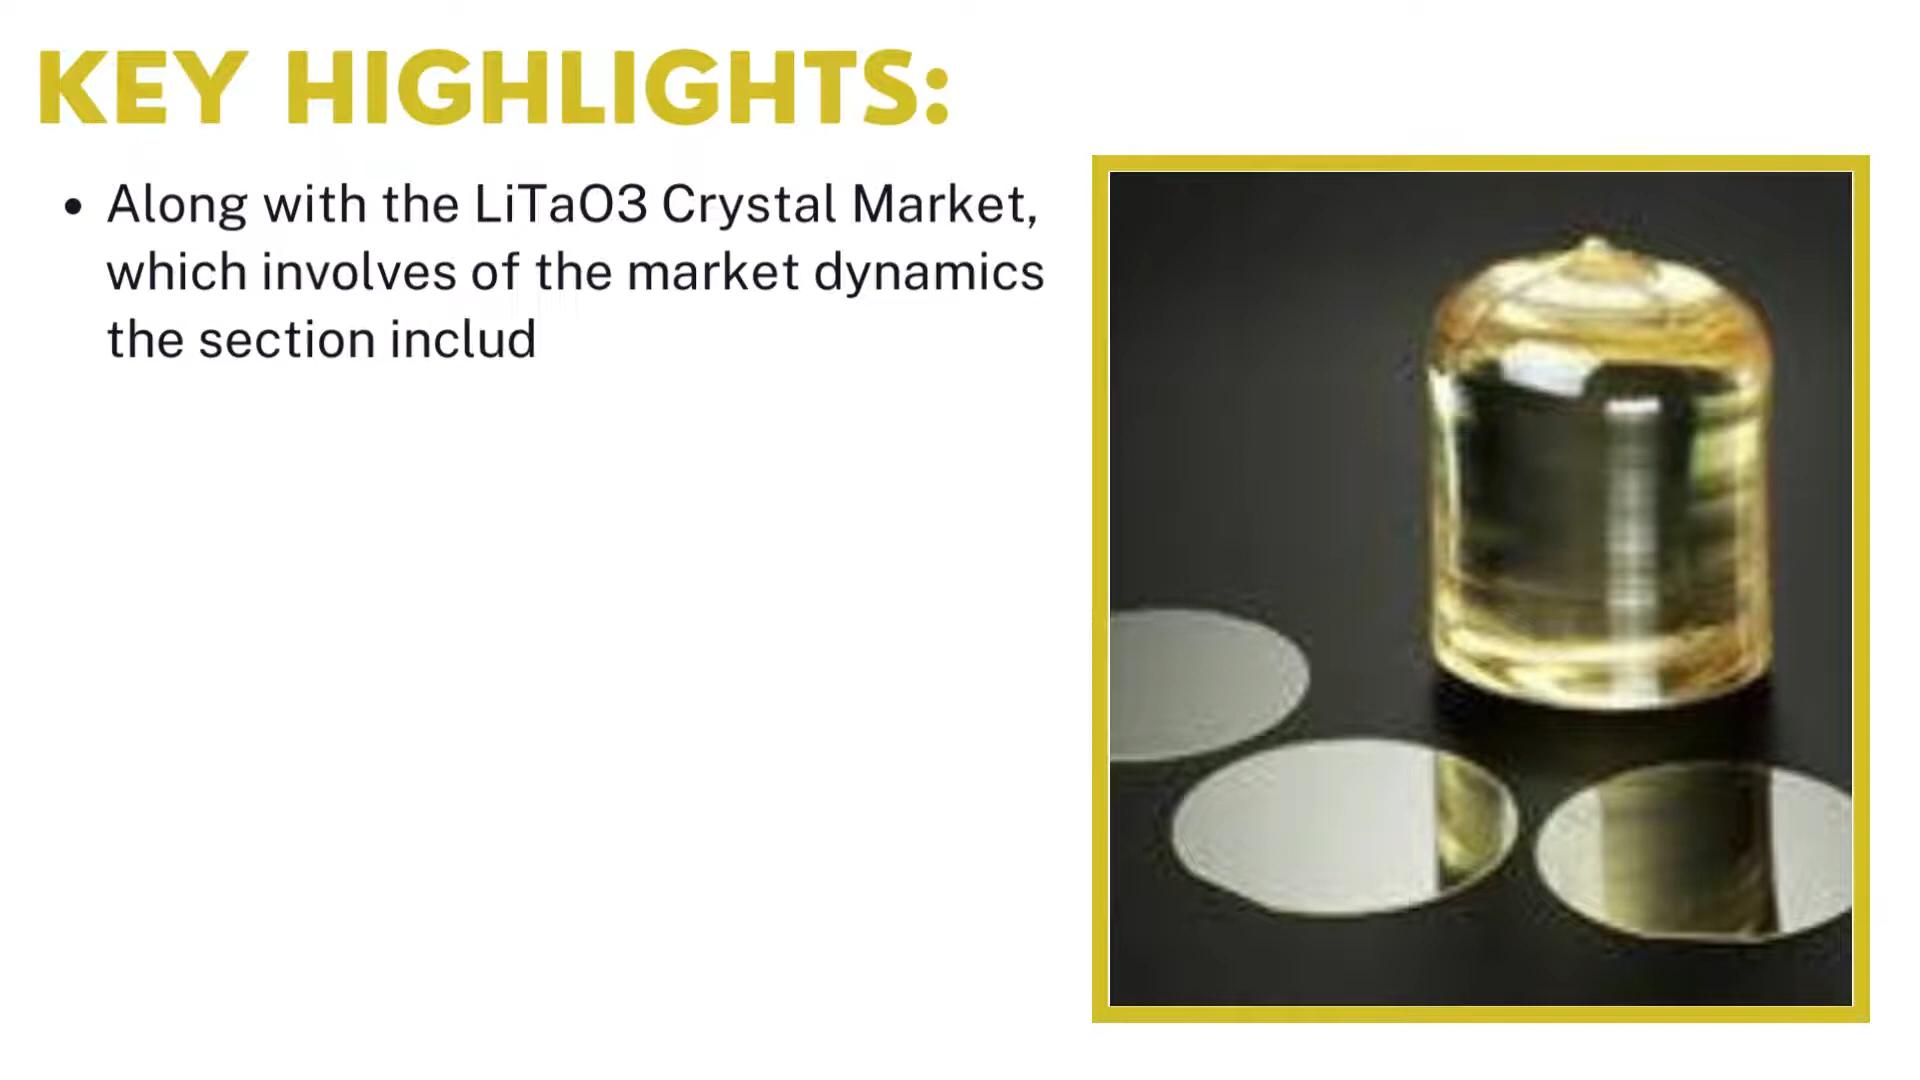 KEY HIGHLIGHTS:
• Along with the LiTaO3 Crystal Market,
which involves of the market dynamics
the section includ